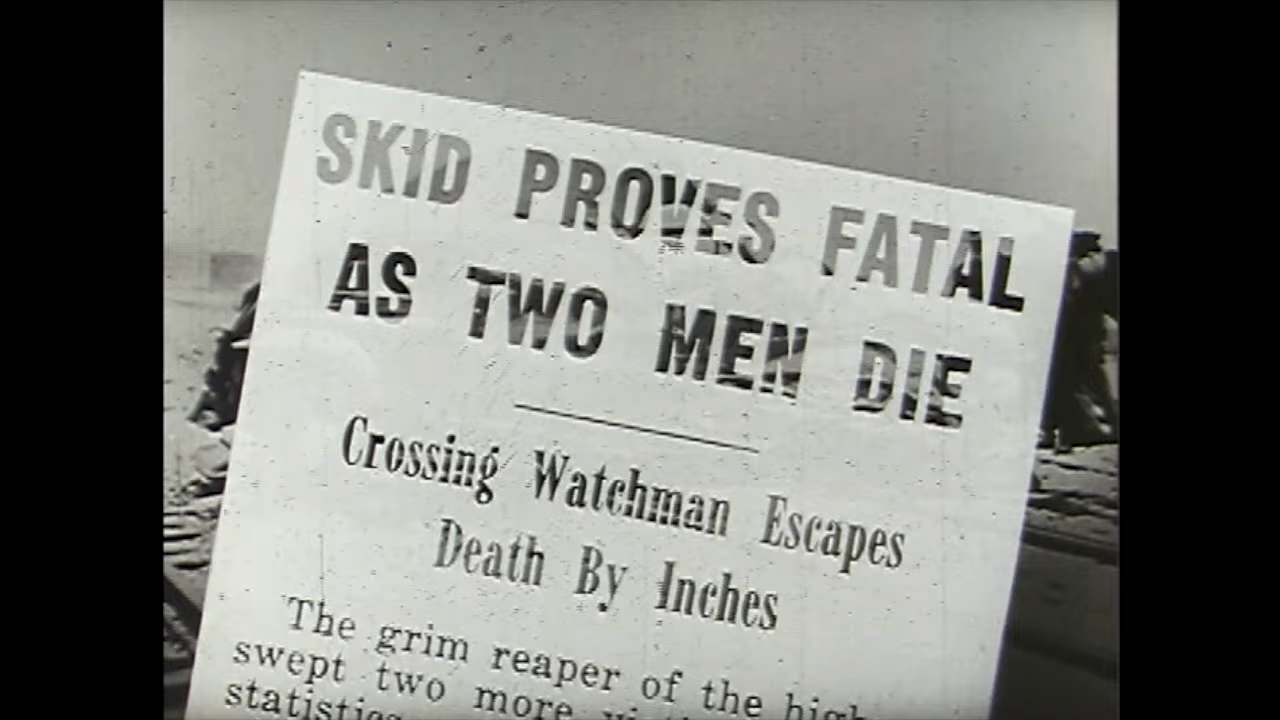 SKID PROVES FATAL
AS TWO MEN DIE
Crossing Watchman Escapes
Death By Inches
The grim reaper of the
swept two more
statistics